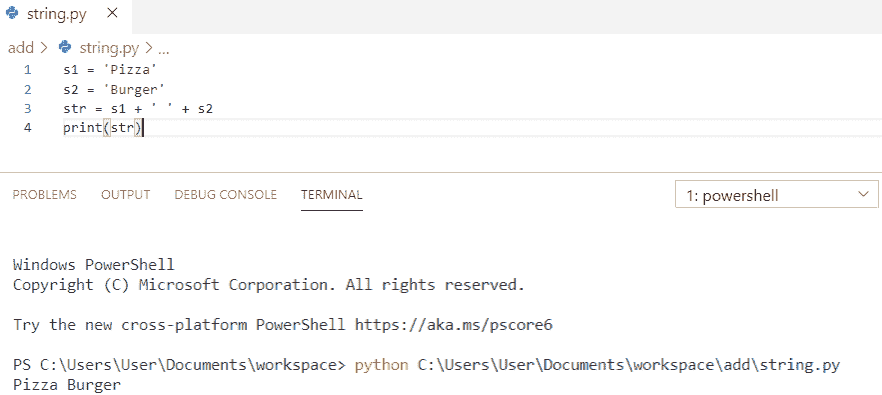 string.py ×
add > string.py > ...
1 s1 = 'Pizza'
2 s2 = 'Burger'
3 str = s1 + ' ' + s2
4 print(str)
PROBLEMS OUTPUT DEBUG CONSOLE TERMINAL 1: powershell
Windows PowerShell
Copyright (C) Microsoft Corporation. All rights reserved.
Try the new cross-platform PowerShell https://aka.ms/pscore6
PS C:\Users\User\Documents\workspace> python C:\Users\User\Documents\workspace\add\string.py
Pizza Burger